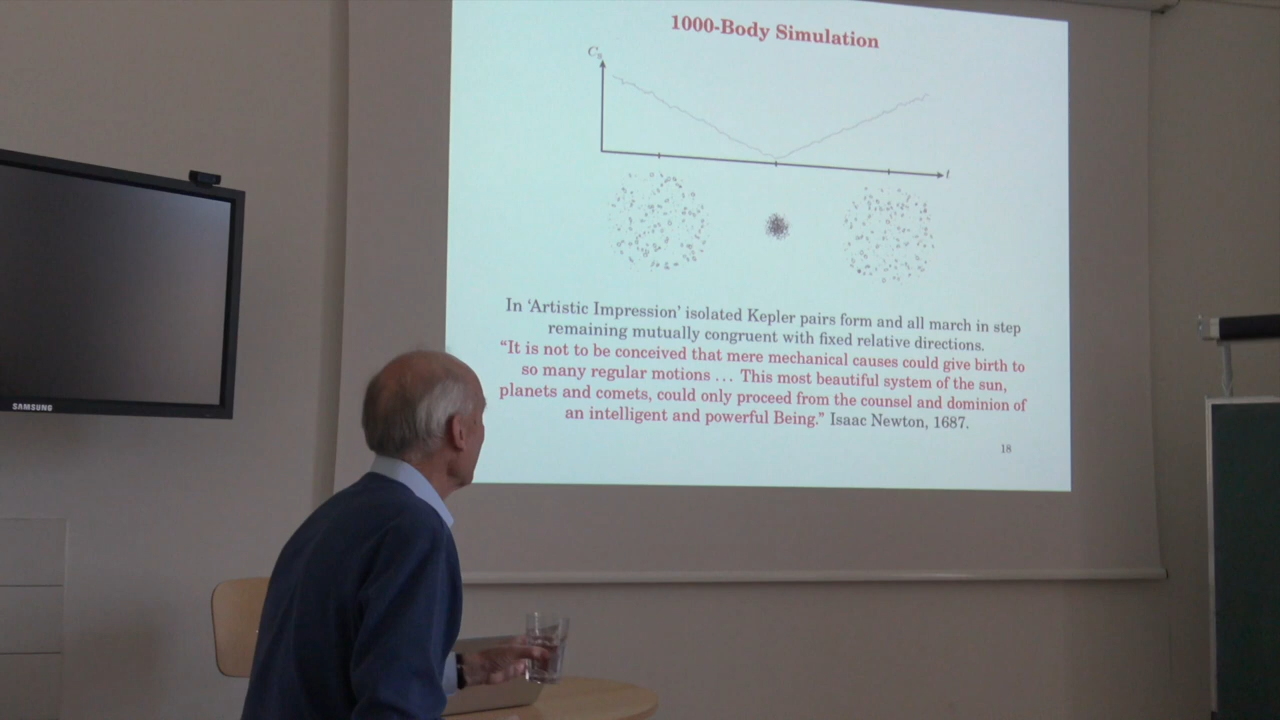 1000-Body Simulation
t
In ‘Artistic Impression’ isolated Kepler pairs form and all march in step
remaining mutually congruent with fixed relative directions.
“It is not to be conceived that mere mechanical causes could give birth to
so many regular motions … This most beautiful system of the sun,
planets and comets, could only proceed from the counsel and dominion of
an intelligent and powerful Being.” Isaac Newton, 1687.
18
SAMSUNG